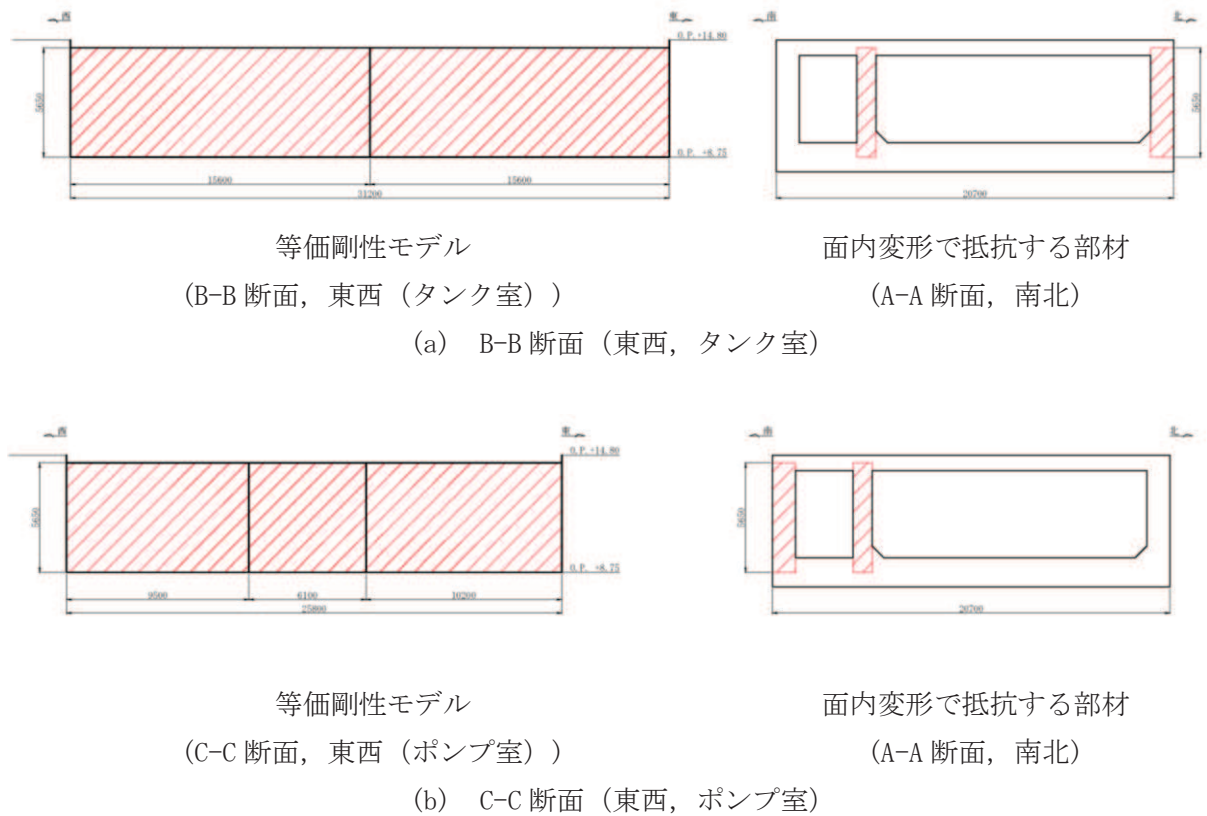 西
東
O.P.+14.80
5650
O.P. +8.75
15600
15600
31200
南
北
5650
20700
等価剛性モデル
面内変形で抵抗する部材
(B-B 断面, 東西（タンク室）)
(A-A 断面, 南北)
(a) B-B 断面（東西, タンク室）
西
東
O.P.+14.80
5650
O.P. +8.75
9500
6100
10200
25800
南
北
5650
20700
等価剛性モデル
面内変形で抵抗する部材
(C-C 断面, 東西（ポンプ室）)
(A-A 断面, 南北)
(b) C-C 断面（東西, ポンプ室）